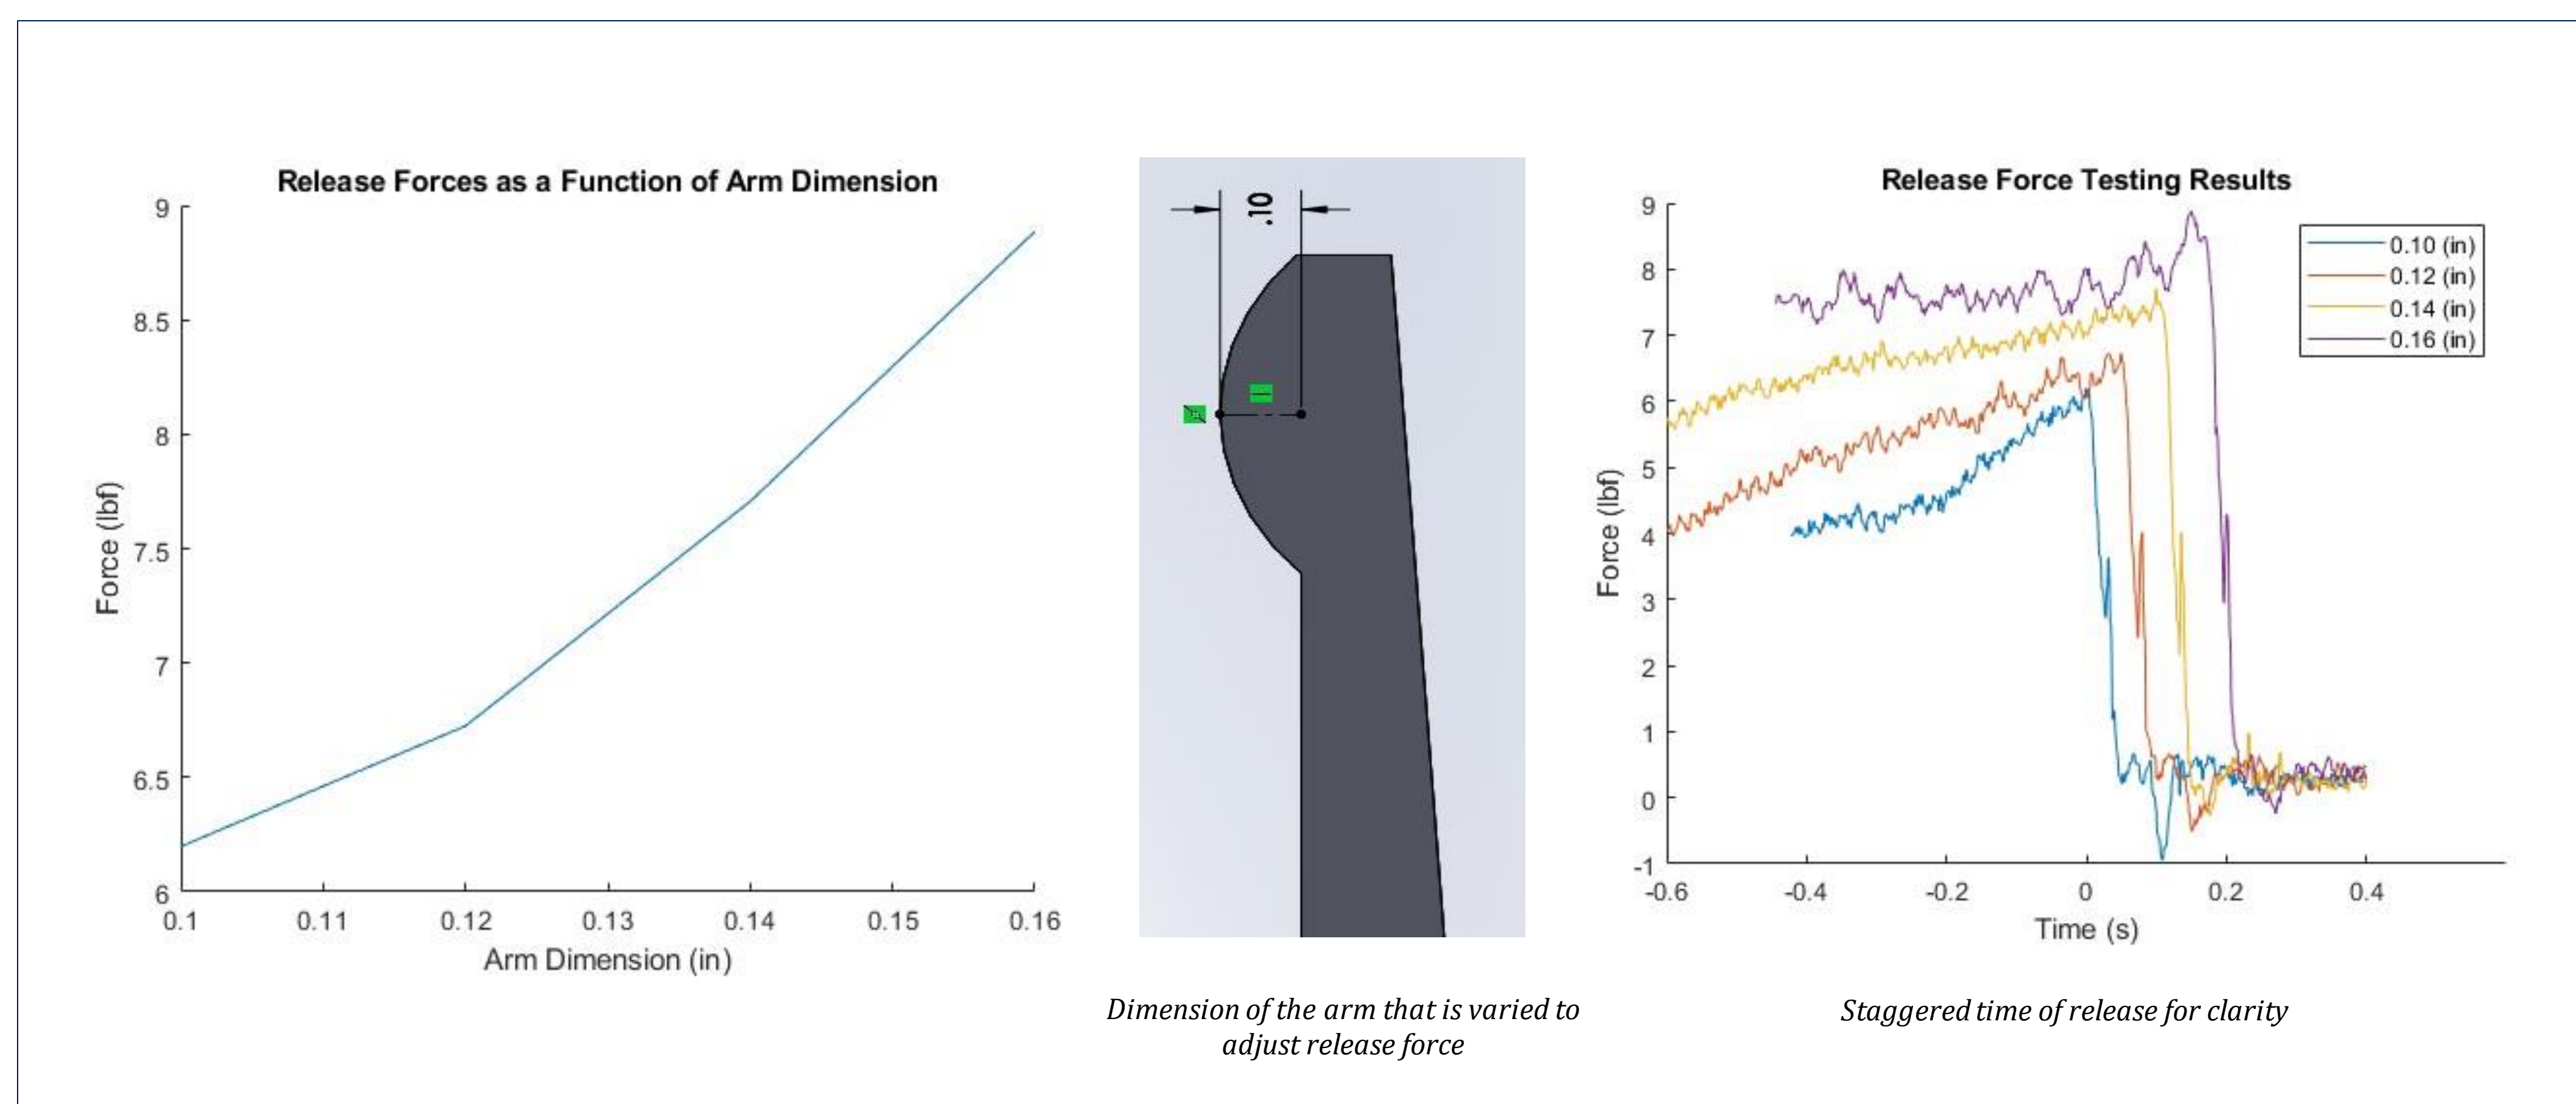 Release Forces as a Function of Arm Dimension
9
8.5
8
7.5
7
6.5
6
Force (lbf)
0.1 0.11 0.12 0.13 0.14 0.15 0.16
Arm Dimension (in)
.10
Dimension of the arm that is varied to
adjust release force
Release Force Testing Results
9
8
7
6
5
4
3
2
1
0
-1
Force (lbf)
0.10 (in)
0.12 (in)
0.14 (in)
0.16 (in)
-0.6 -0.4 -0.2 0 0.2 0.4
Time (s)
Staggered time of release for clarity